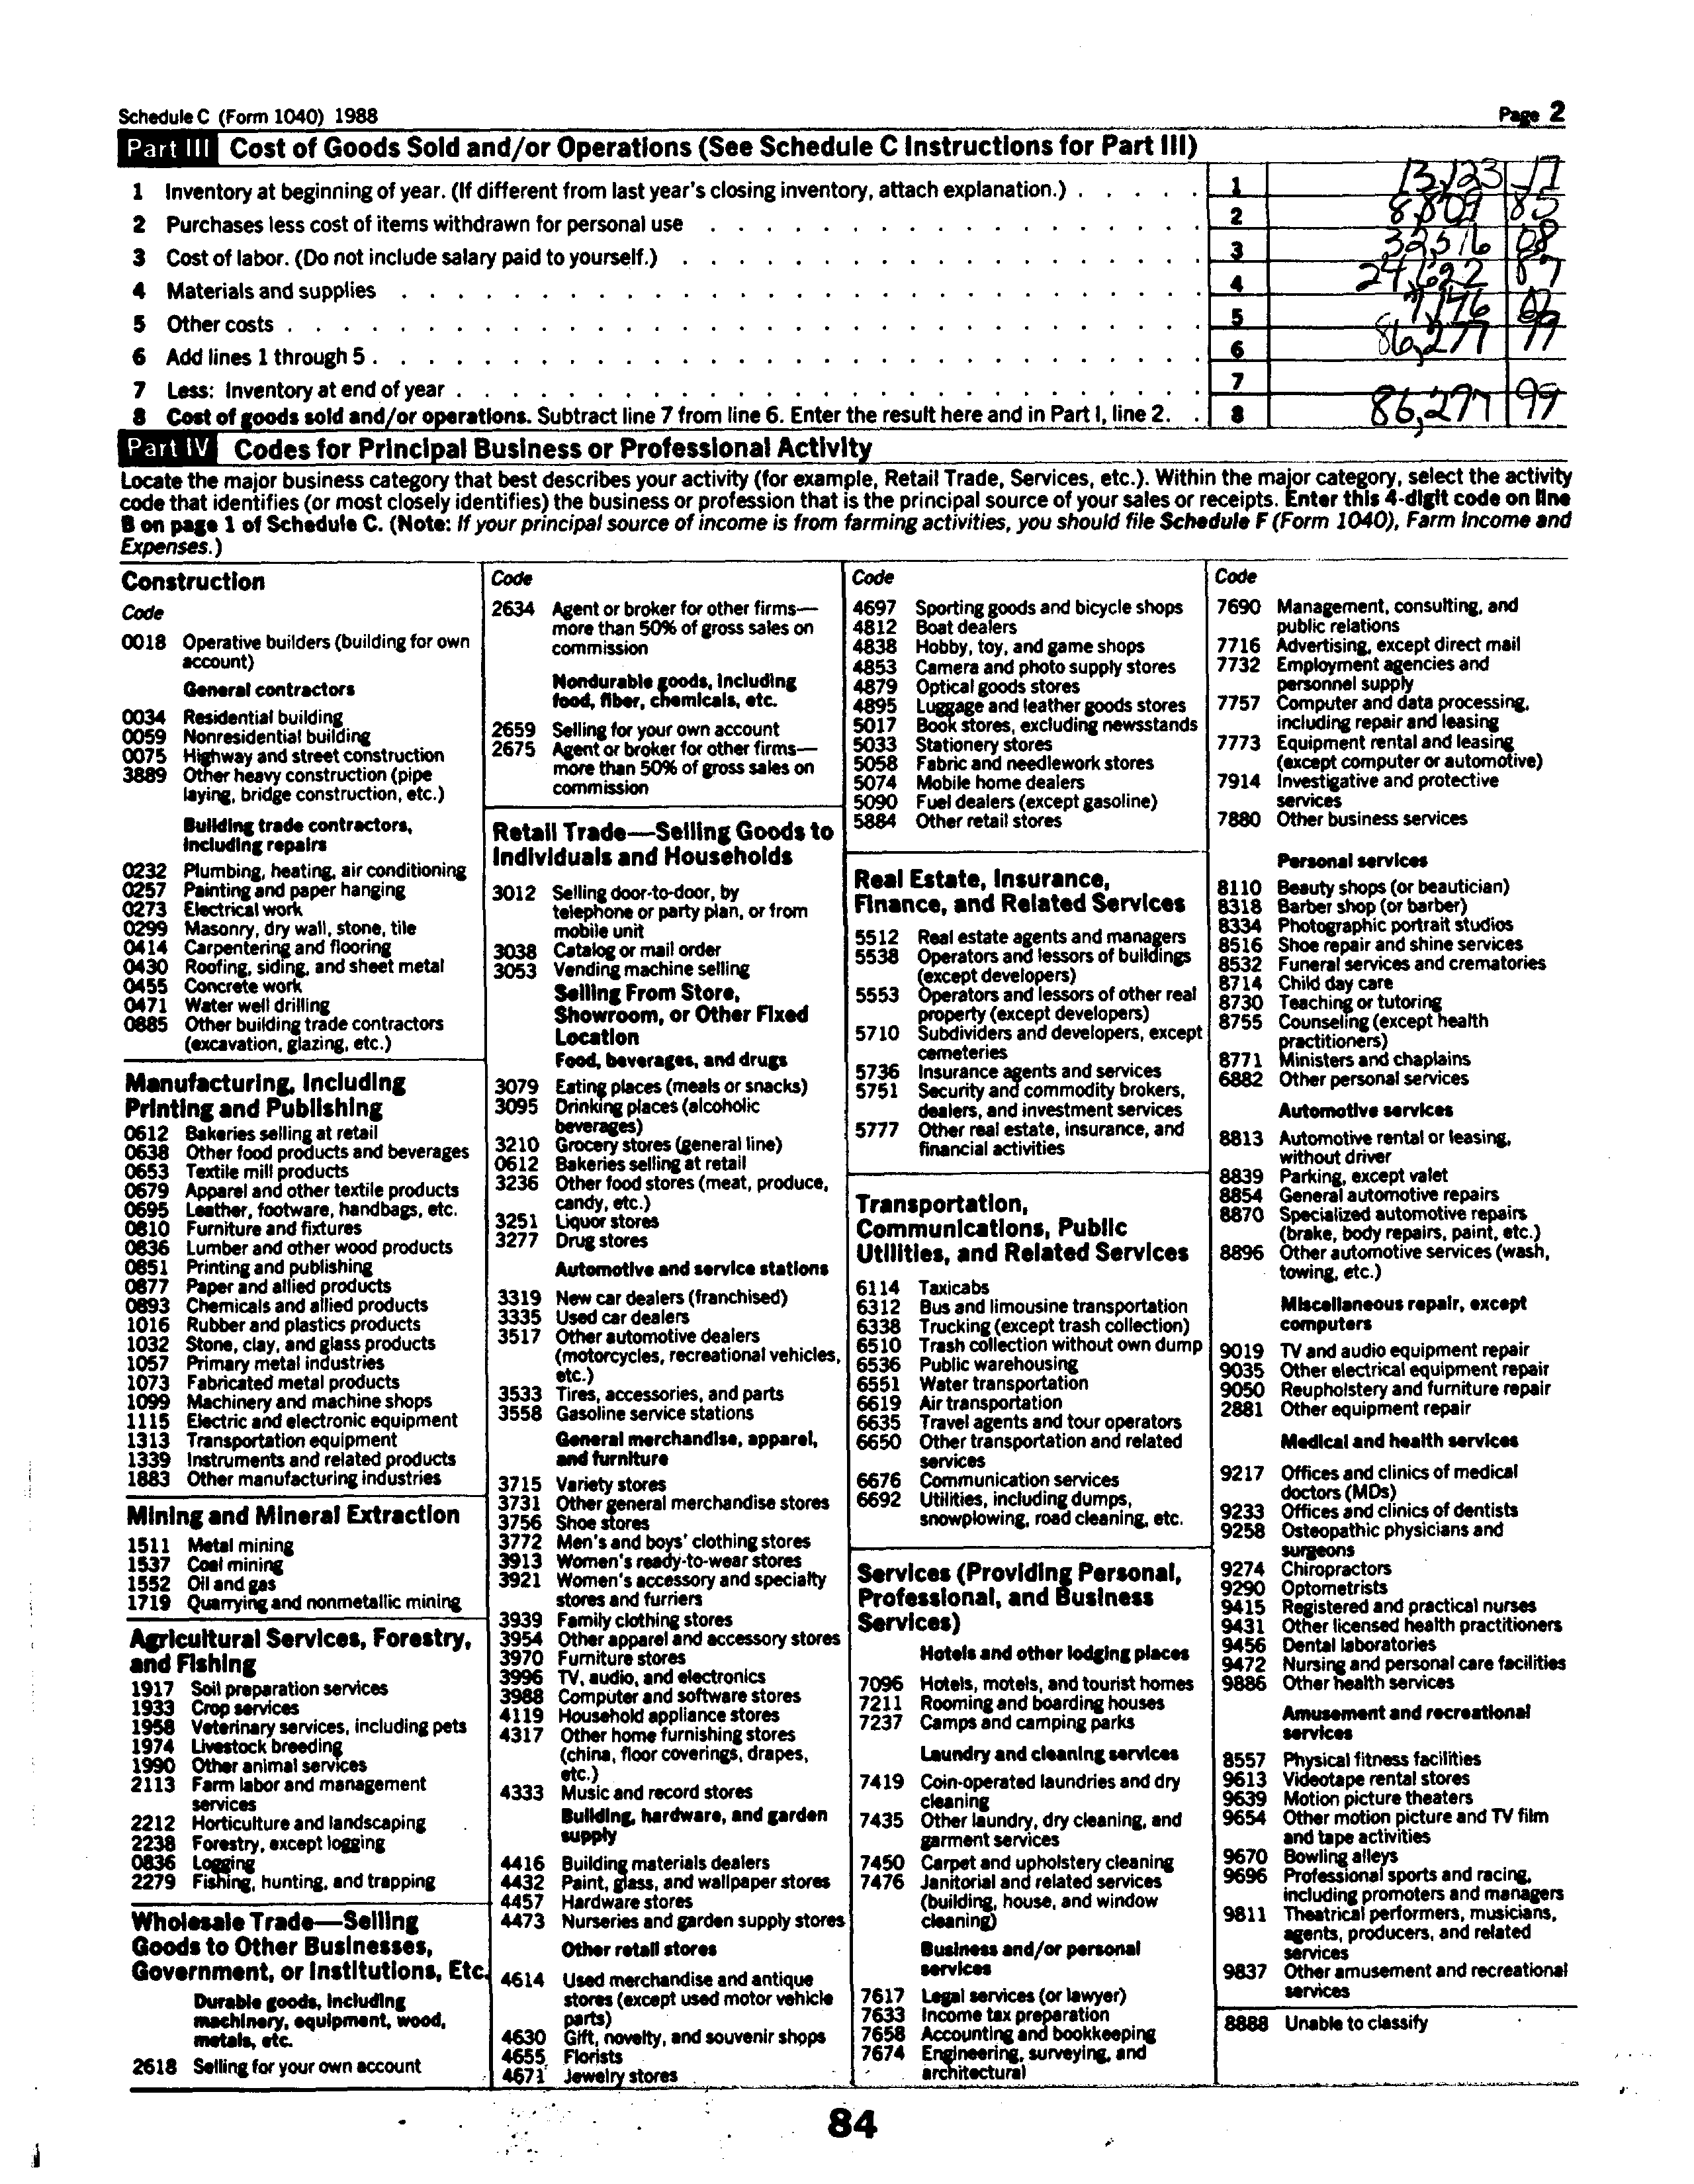 Schedule C (Form 1040) 1988
Page 2
Part III Cost of Goods Sold and/or Operations (See Schedule C Instructions for Part III)
1 Inventory at beginning of year. (If different from last year's closing inventory, attach explanation.) . . . . . 1 13,123 17
2 Purchases less cost of items withdrawn for personal use 2 8,809 85
3 Cost of labor. (Do not include salary paid to yourself.) 3 32516 08
4 Materials and supplies 4 24,682 87
5 Other costs 5 7,146 02
6 Add lines 1 through 5 6 86,277 99
7 Less: Inventory at end of year 7
8 Cost of goods sold and/or operations. Subtract line 7 from line 6. Enter the result here and in Part I, line 2. . 8 86,277 99
Part IV Codes for Principal Business or Professional Activity
Locate the major business category that best describes your activity (for example, Retail Trade, Services, etc.). Within the major category, select the activity
code that identifies (or most closely identifies) the business or profession that is the principal source of your sales or receipts. Enter this 4-digit code on line
B on page 1 of Schedule C. (Note: If your principal source of income is from farming activities, you should file Schedule F (Form 1040), Farm Income and
Expenses.)
Construction
Code
0018 Operative builders (building for own
account)
General contractors
0034 Residential building
0059 Nonresidential building
0075 Highway and street construction
3889 Other heavy construction (pipe
laying, bridge construction, etc.)
Building trade contractors,
including repairs
0232 Plumbing, heating, air conditioning
0257 Painting and paper hanging
0273 Electrical work
0299 Masonry, dry wall, stone, tile
0414 Carpentering and flooring
0430 Roofing, siding, and sheet metal
0455 Concrete work
0471 Water well drilling
0885 Other building trade contractors
(excavation, glazing, etc.)
Manufacturing, Including
Printing and Publishing
0612 Bakeries selling at retail
0638 Other food products and beverages
0653 Textile mill products
0679 Apparel and other textile products
0695 Leather, footware, handbags, etc.
0810 Furniture and fixtures
0836 Lumber and other wood products
0851 Printing and publishing
0877 Paper and allied products
0893 Chemicals and allied products
1016 Rubber and plastics products
1032 Stone, clay, and glass products
1057 Primary metal industries
1073 Fabricated metal products
1099 Machinery and machine shops
1115 Electric and electronic equipment
1313 Transportation equipment
1339 Instruments and related products
1883 Other manufacturing industries
Mining and Mineral Extraction
1511 Metal mining
1537 Coal mining
1552 Oil and gas
1719 Quarrying and nonmetallic mining
Agricultural Services, Forestry,
and Fishing
1917 Soil preparation services
1933 Crop services
1958 Veterinary services, including pets
1974 Livestock breeding
1990 Other animal services
2113 Farm labor and management
services
2212 Horticulture and landscaping
2238 Forestry, except logging
0836 Logging
2279 Fishing, hunting, and trapping
Wholesale Trade—Selling
Goods to Other Businesses,
Government, or Institutions, Etc.
Durable goods, including
machinery, equipment, wood,
metals, etc.
2618 Selling for your own account
Code
2634 Agent or broker for other firms—
more than 50% of gross sales on
commission
Nondurable goods, including
food, fiber, chemicals, etc.
2659 Selling for your own account
2675 Agent or broker for other firms—
more than 50% of gross sales on
commission
Retail Trade—Selling Goods to
Individuals and Households
3012 Selling door-to-door, by
telephone or party plan, or from
mobile unit
3038 Catalog or mail order
3053 Vending machine selling
Selling From Store,
Showroom, or Other Fixed
Location
Food, beverages, and drugs
3079 Eating places (meals or snacks)
3095 Drinking places (alcoholic
beverages)
3210 Grocery stores (general line)
0612 Bakeries selling at retail
3236 Other food stores (meat, produce,
candy, etc.)
3251 Liquor stores
3277 Drug stores
Automotive and service stations
3319 New car dealers (franchised)
3335 Used car dealers
3517 Other automotive dealers
(motorcycles, recreational vehicles,
etc.)
3533 Tires, accessories, and parts
3558 Gasoline service stations
General merchandise, apparel,
and furniture
3715 Variety stores
3731 Other general merchandise stores
3756 Shoe stores
3772 Men's and boys' clothing stores
3913 Women's ready-to-wear stores
3921 Women's accessory and specialty
stores and furriers
3939 Family clothing stores
3954 Other apparel and accessory stores
3970 Furniture stores
3996 TV, audio, and electronics
3988 Computer and software stores
4119 Household appliance stores
4317 Other home furnishing stores
(china, floor coverings, drapes,
etc.)
4333 Music and record stores
Building, hardware, and garden
supply
4416 Building materials dealers
4432 Paint, glass, and wallpaper stores
4457 Hardware stores
4473 Nurseries and garden supply stores
Other retail stores
4614 Used merchandise and antique
stores (except used motor vehicle
parts)
4630 Gift, novelty, and souvenir shops
4655 Florists
4671 Jewelry stores
Code
4697 Sporting goods and bicycle shops
4812 Boat dealers
4838 Hobby, toy, and game shops
4853 Camera and photo supply stores
4879 Optical goods stores
4895 Luggage and leather goods stores
5017 Book stores, excluding newsstands
5033 Stationery stores
5058 Fabric and needlework stores
5074 Mobile home dealers
5090 Fuel dealers (except gasoline)
5884 Other retail stores
Real Estate, Insurance,
Finance, and Related Services
5512 Real estate agents and managers
5538 Operators and lessors of buildings
(except developers)
5553 Operators and lessors of other real
property (except developers)
5710 Subdividers and developers, except
cemeteries
5736 Insurance agents and services
5751 Security and commodity brokers,
dealers, and investment services
5777 Other real estate, insurance, and
financial activities
Transportation,
Communications, Public
Utilities, and Related Services
6114 Taxicabs
6312 Bus and limousine transportation
6338 Trucking (except trash collection)
6510 Trash collection without own dump
6536 Public warehousing
6551 Water transportation
6619 Air transportation
6635 Travel agents and tour operators
6650 Other transportation and related
services
6676 Communication services
6692 Utilities, including dumps,
snowplowing, road cleaning, etc.
Services (Providing Personal,
Professional, and Business
Services)
Hotels and other lodging places
7096 Hotels, motels, and tourist homes
7211 Rooming and boarding houses
7237 Camps and camping parks
Laundry and cleaning services
7419 Coin-operated laundries and dry
cleaning
7435 Other laundry, dry cleaning, and
garment services
7450 Carpet and upholstery cleaning
7476 Janitorial and related services
(building, house, and window
cleaning)
Business and/or personal
services
7617 Legal services (or lawyer)
7633 Income tax preparation
7658 Accounting and bookkeeping
7674 Engineering, surveying, and
architectural
Code
7690 Management, consulting, and
public relations
7716 Advertising, except direct mail
7732 Employment agencies and
personnel supply
7757 Computer and data processing,
including repair and leasing
7773 Equipment rental and leasing
(except computer or automotive)
7914 Investigative and protective
services
7880 Other business services
Personal services
8110 Beauty shops (or beautician)
8318 Barber shop (or barber)
8334 Photographic portrait studios
8516 Shoe repair and shine services
8532 Funeral services and crematories
8714 Child day care
8730 Teaching or tutoring
8755 Counseling (except health
practitioners)
8771 Ministers and chaplains
6882 Other personal services
Automotive services
8813 Automotive rental or leasing,
without driver
8839 Parking, except valet
8854 General automotive repairs
8870 Specialized automotive repairs
(brake, body repairs, paint, etc.)
8896 Other automotive services (wash,
towing, etc.)
Miscellaneous repair, except
computers
9019 TV and audio equipment repair
9035 Other electrical equipment repair
9050 Reupholstery and furniture repair
2881 Other equipment repair
Medical and health services
9217 Offices and clinics of medical
doctors (MDs)
9233 Offices and clinics of dentists
9258 Osteopathic physicians and
surgeons
9274 Chiropractors
9290 Optometrists
9415 Registered and practical nurses
9431 Other licensed health practitioners
9456 Dental laboratories
9472 Nursing and personal care facilities
9886 Other health services
Amusement and recreational
services
8557 Physical fitness facilities
9613 Videotape rental stores
9639 Motion picture theaters
9654 Other motion picture and TV film
and tape activities
9670 Bowling alleys
9696 Professional sports and racing,
including promoters and managers
9811 Theatrical performers, musicians,
agents, producers, and related
services
9837 Other amusement and recreational
services
8888 Unable to classify
84